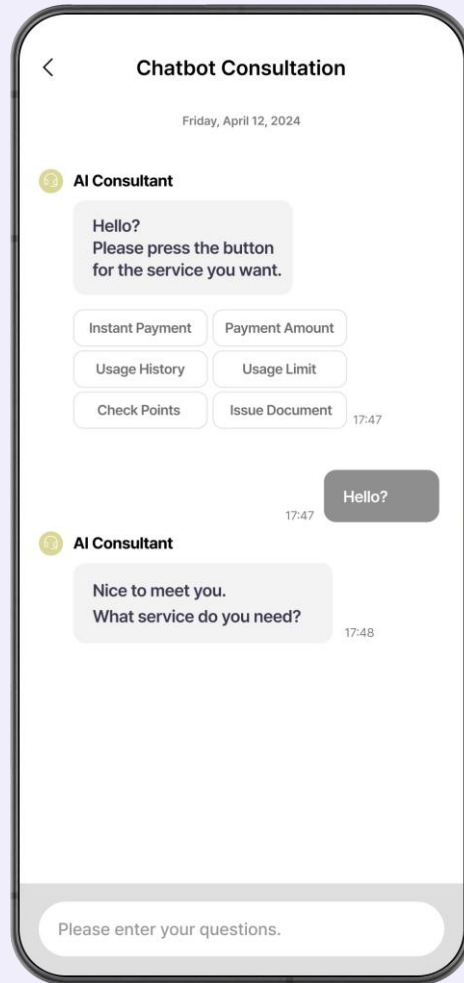 Chatbot Consultation
Friday, April 12, 2024
AI Consultant
Hello?
Please press the button
for the service you want.
Instant Payment Payment Amount
Usage History Usage Limit
Check Points Issue Document 17:47
Hello?
17:47
AI Consultant
Nice to meet you.
What service do you need?
17:48
Please enter your questions.